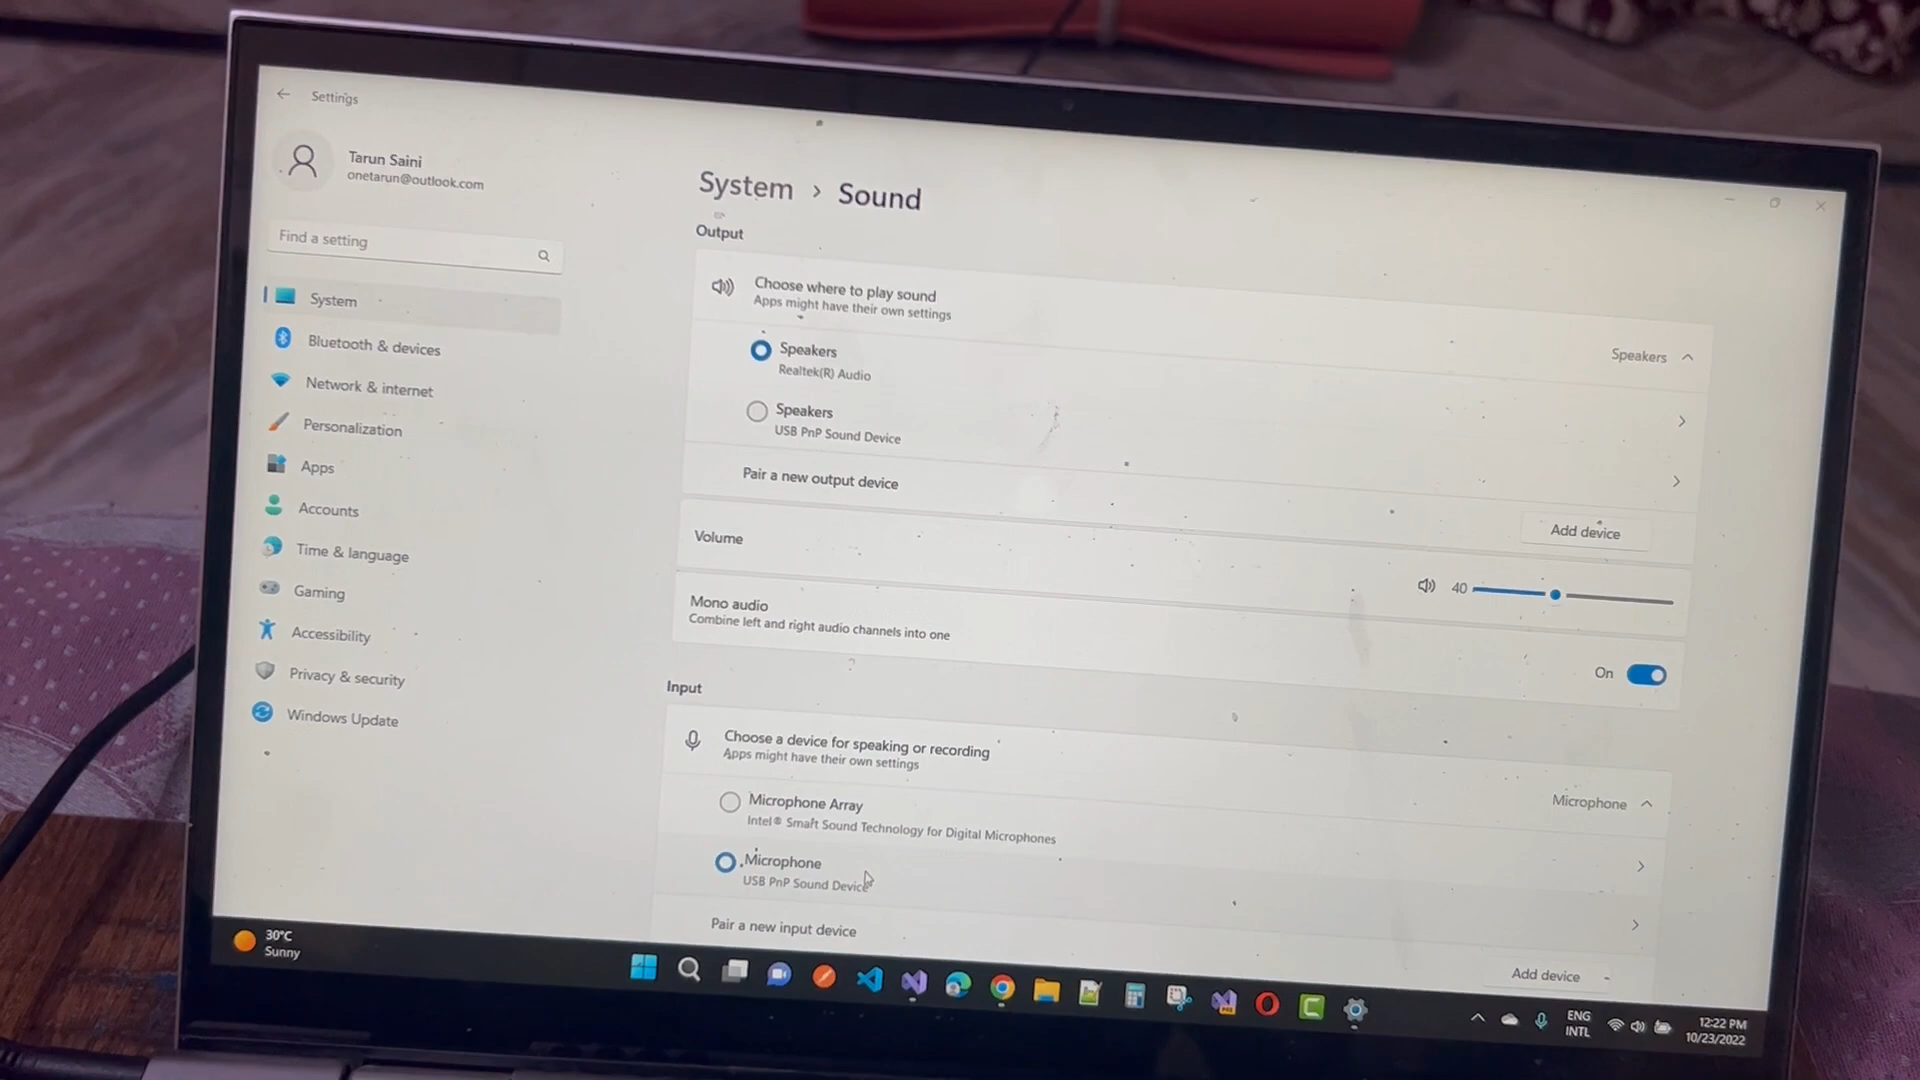 Settings
Tarun Saini
onetarun@outlook.com
Find a setting
System
Bluetooth & devices
Network & internet
Personalization
Apps
Accounts
Time & language
Gaming
Accessibility
Privacy & security
Windows Update
System > Sound
Output
Choose where to play sound
Apps might have their own settings
Speakers
Speakers
Realtek(R) Audio
Speakers
USB PnP Sound Device
Pair a new output device
Add device
Volume
40
Mono audio
Combine left and right audio channels into one
On
Input
Choose a device for speaking or recording
Apps might have their own settings
Microphone
Microphone Array
Intel® Smart Sound Technology for Digital Microphones
Microphone
USB PnP Sound Device
Pair a new input device
Add device
30°C
Sunny
ENG
INTL
12:22 PM
10/23/2022